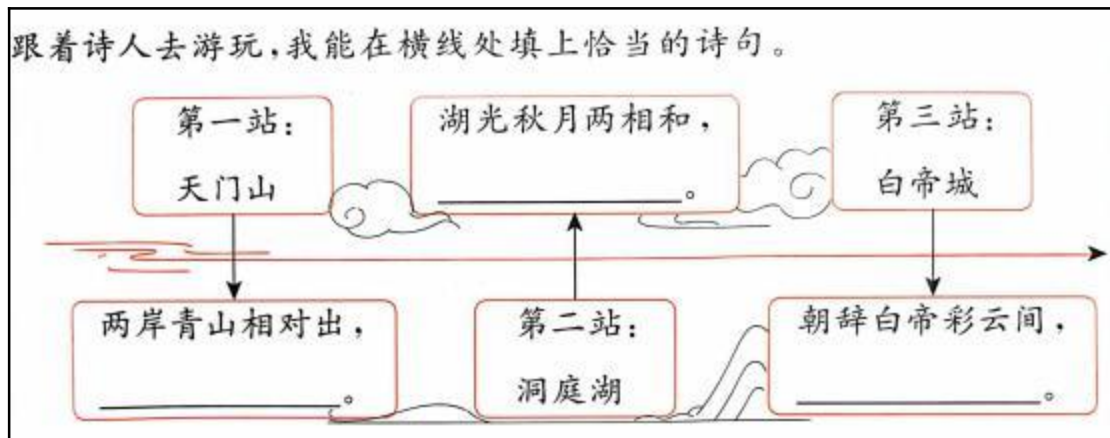 跟着诗人去游玩,我能在横线处填上恰当的诗句。
第一站:
天门山
两岸青山相对出,
____________。
湖光秋月两相和,
____________。
第二站:
洞庭湖
第三站:
白帝城
朝辞白帝彩云间,
____________。